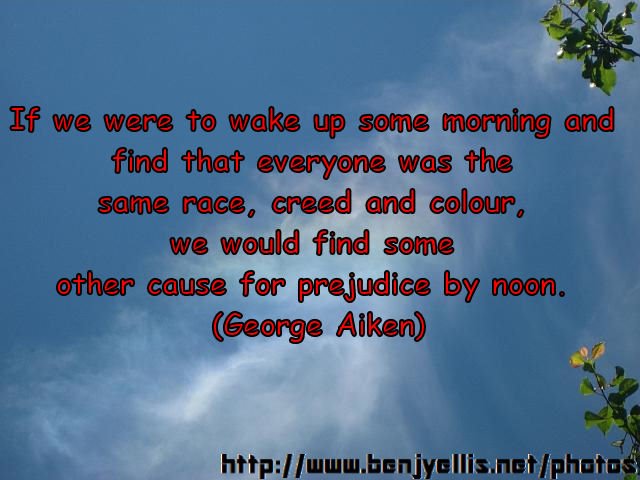 If we were to wake up some morning and
find that everyone was the
same race, creed and colour,
we would find some
other cause for prejudice by noon.
(George Aiken)
http://www.benjyellis.net/photos